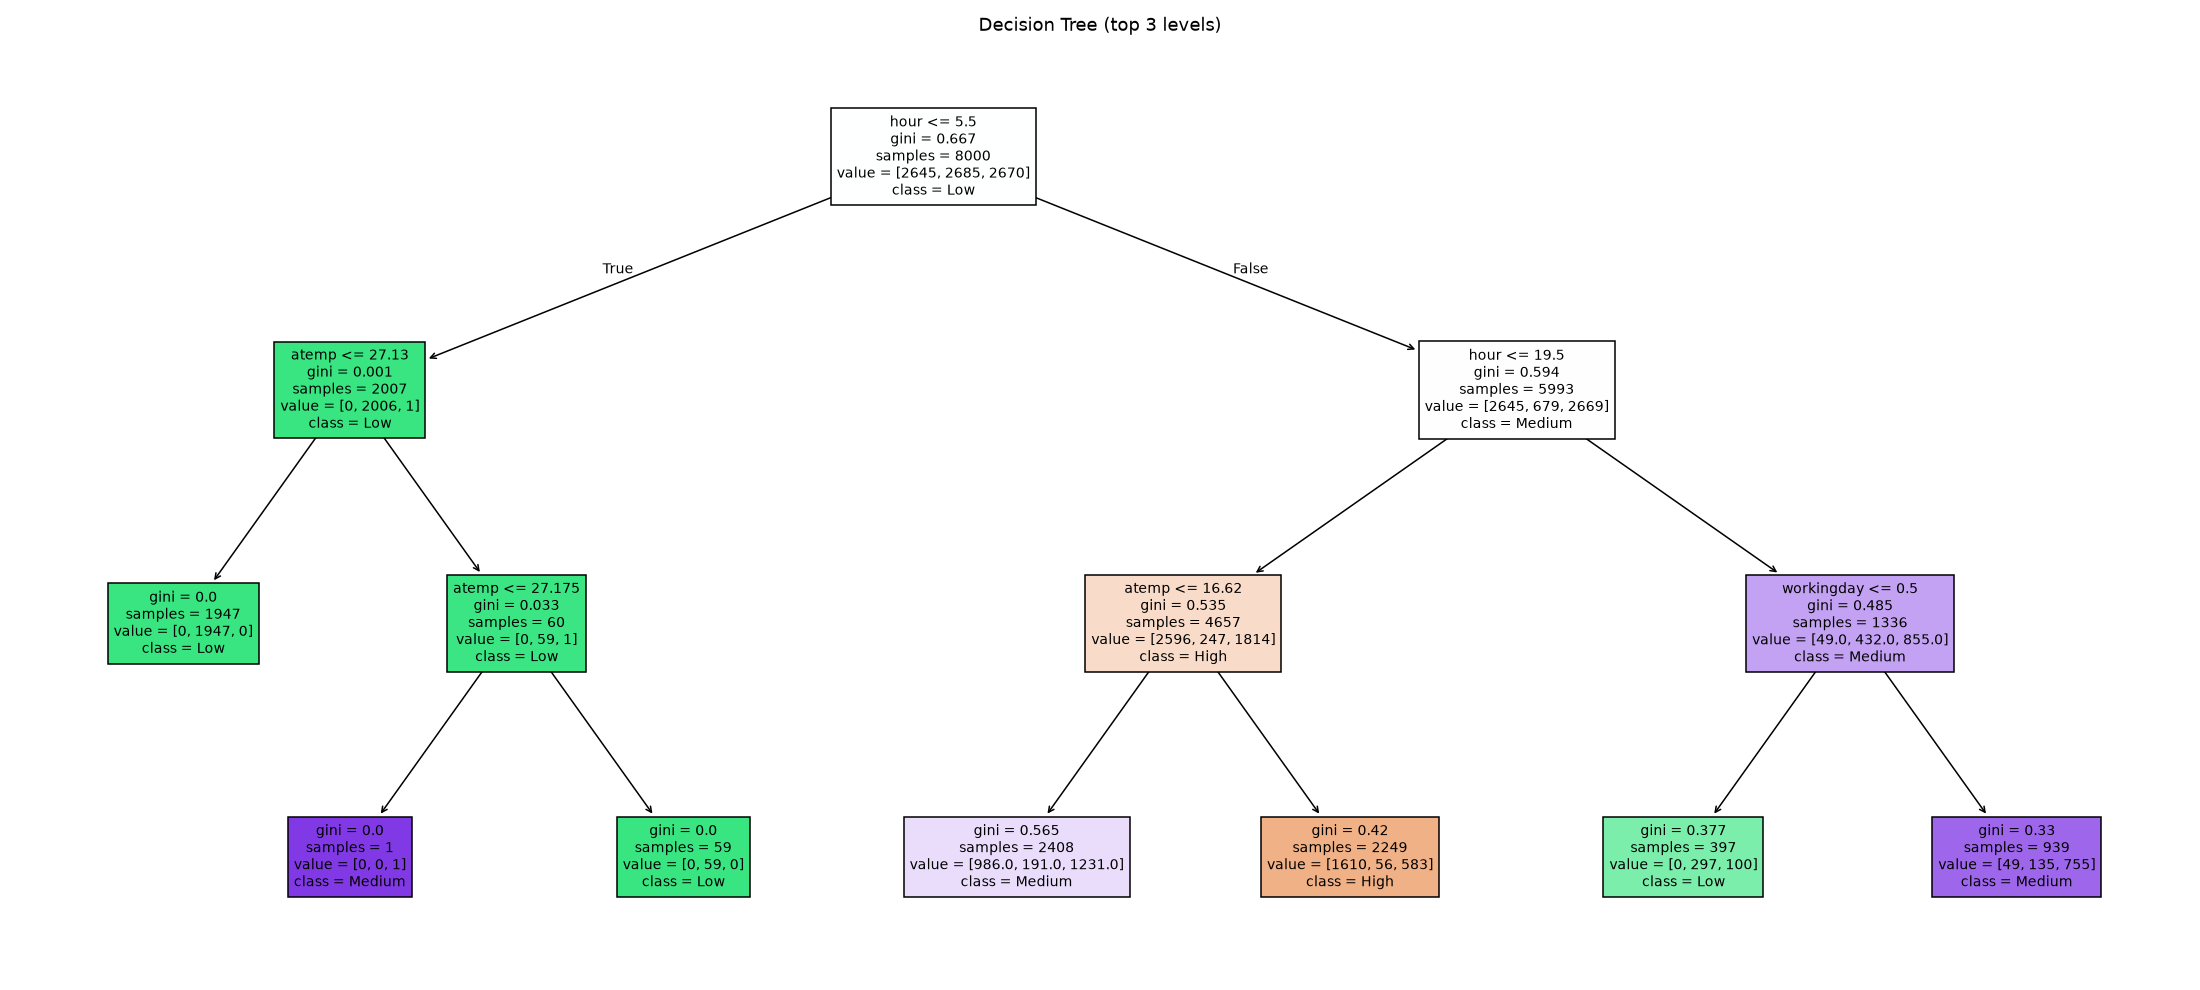 Decision Tree (top 3 levels)
hour <= 5.5
gini = 0.667
samples = 8000
value = [2645, 2685, 2670]
class = Low
True
False
atemp <= 27.13
gini = 0.001
samples = 2007
value = [0, 2006, 1]
class = Low
hour <= 19.5
gini = 0.594
samples = 5993
value = [2645, 679, 2669]
class = Medium
gini = 0.0
samples = 1947
value = [0, 1947, 0]
class = Low
atemp <= 27.175
gini = 0.033
samples = 60
value = [0, 59, 1]
class = Low
atemp <= 16.62
gini = 0.535
samples = 4657
value = [2596, 247, 1814]
class = High
workingday <= 0.5
gini = 0.485
samples = 1336
value = [49.0, 432.0, 855.0]
class = Medium
gini = 0.0
samples = 1
value = [0, 0, 1]
class = Medium
gini = 0.0
samples = 59
value = [0, 59, 0]
class = Low
gini = 0.565
samples = 2408
value = [986.0, 191.0, 1231.0]
class = Medium
gini = 0.42
samples = 2249
value = [1610, 56, 583]
class = High
gini = 0.377
samples = 397
value = [0, 297, 100]
class = Low
gini = 0.33
samples = 939
value = [49, 135, 755]
class = Medium